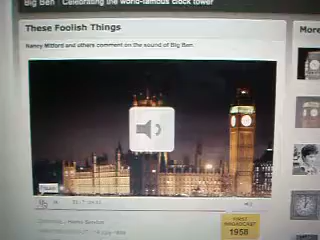 Big Ben | Celebrating the world-famous clock tower
These Foolish Things
More
Nancy Mitford and others comment on the sound of Big Ben
FIRST
BROADCAST
1958